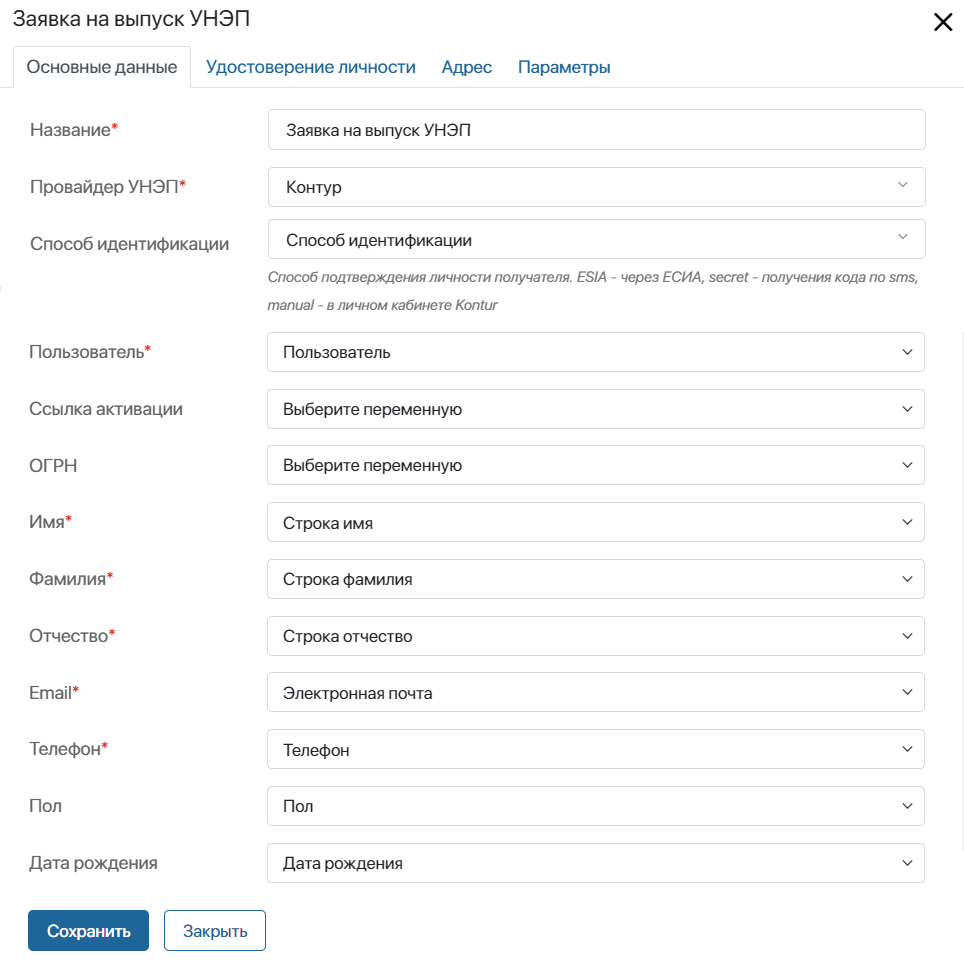 Заявка на выпуск УНЭП
Основные данные Удостоверение личности Адрес Параметры
Название* Заявка на выпуск УНЭП
Провайдер УНЭП* Контур
Способ идентификации Способ идентификации
Способ подтверждения личности получателя. ESIA - через ЕСИА, secret - получения кода по sms,
manual - в личном кабинете Kontur
Пользователь* Пользователь
Ссылка активации Выберите переменную
ОГРН Выберите переменную
Имя* Строка имя
Фамилия* Строка фамилия
Отчество* Строка отчество
Email* Электронная почта
Телефон* Телефон
Пол Пол
Дата рождения Дата рождения
Сохранить Закрыть